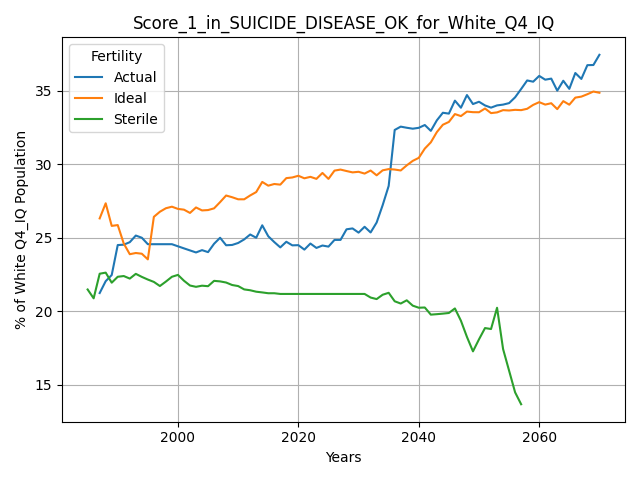 Score_1_in_SUICIDE_DISEASE_OK_for_White_Q4_IQ
Fertility
Actual
Ideal
Sterile
% of White Q4_IQ Population
35
30
25
20
15
2000
2020
2040
2060
Years